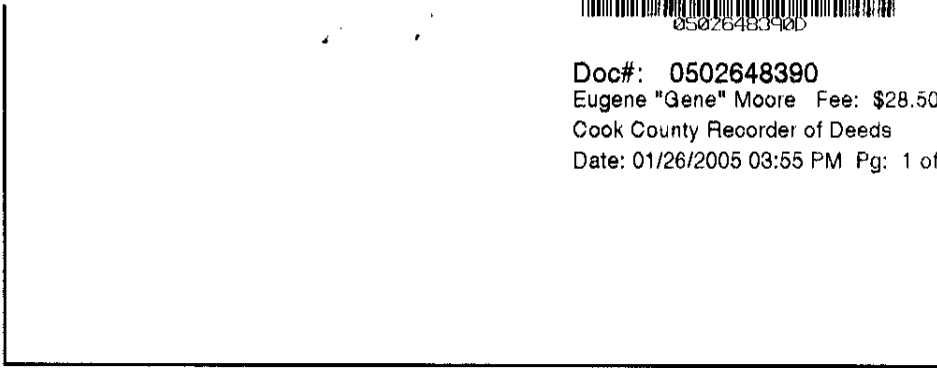 0502648390D
Doc#: 0502648390
Eugene "Gene" Moore Fee: $28.50
Cook County Recorder of Deeds
Date: 01/26/2005 03:55 PM Pg: 1 of